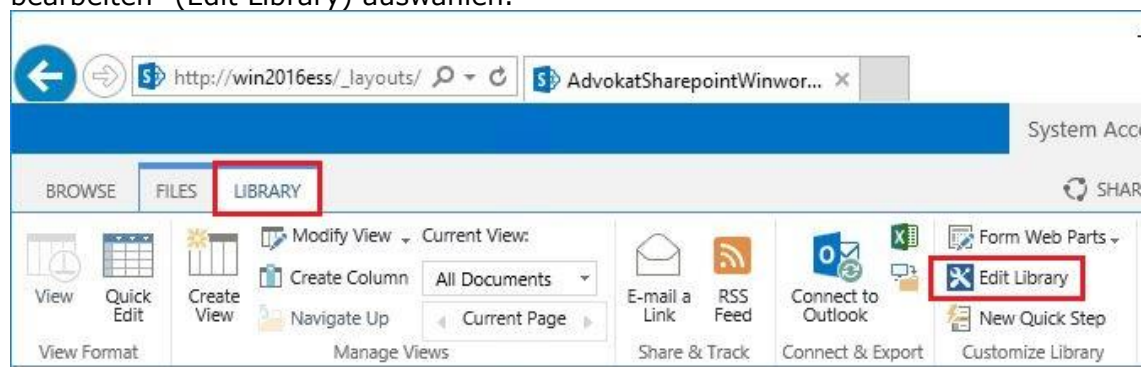 bearbeiten" (Edit Library) auswählen:
http://win2016ess/_layouts/
AdvokatSharepointWinwor...
System Acc
BROWSE FILES LIBRARY
SHAR
View
Quick Edit
Create View
Modify View
Create Column
Navigate Up
Current View:
All Documents
Current Page
E-mail a Link
RSS Feed
Connect to Outlook
Form Web Parts
Edit Library
New Quick Step
View Format
Manage Views
Share & Track
Connect & Export
Customize Library